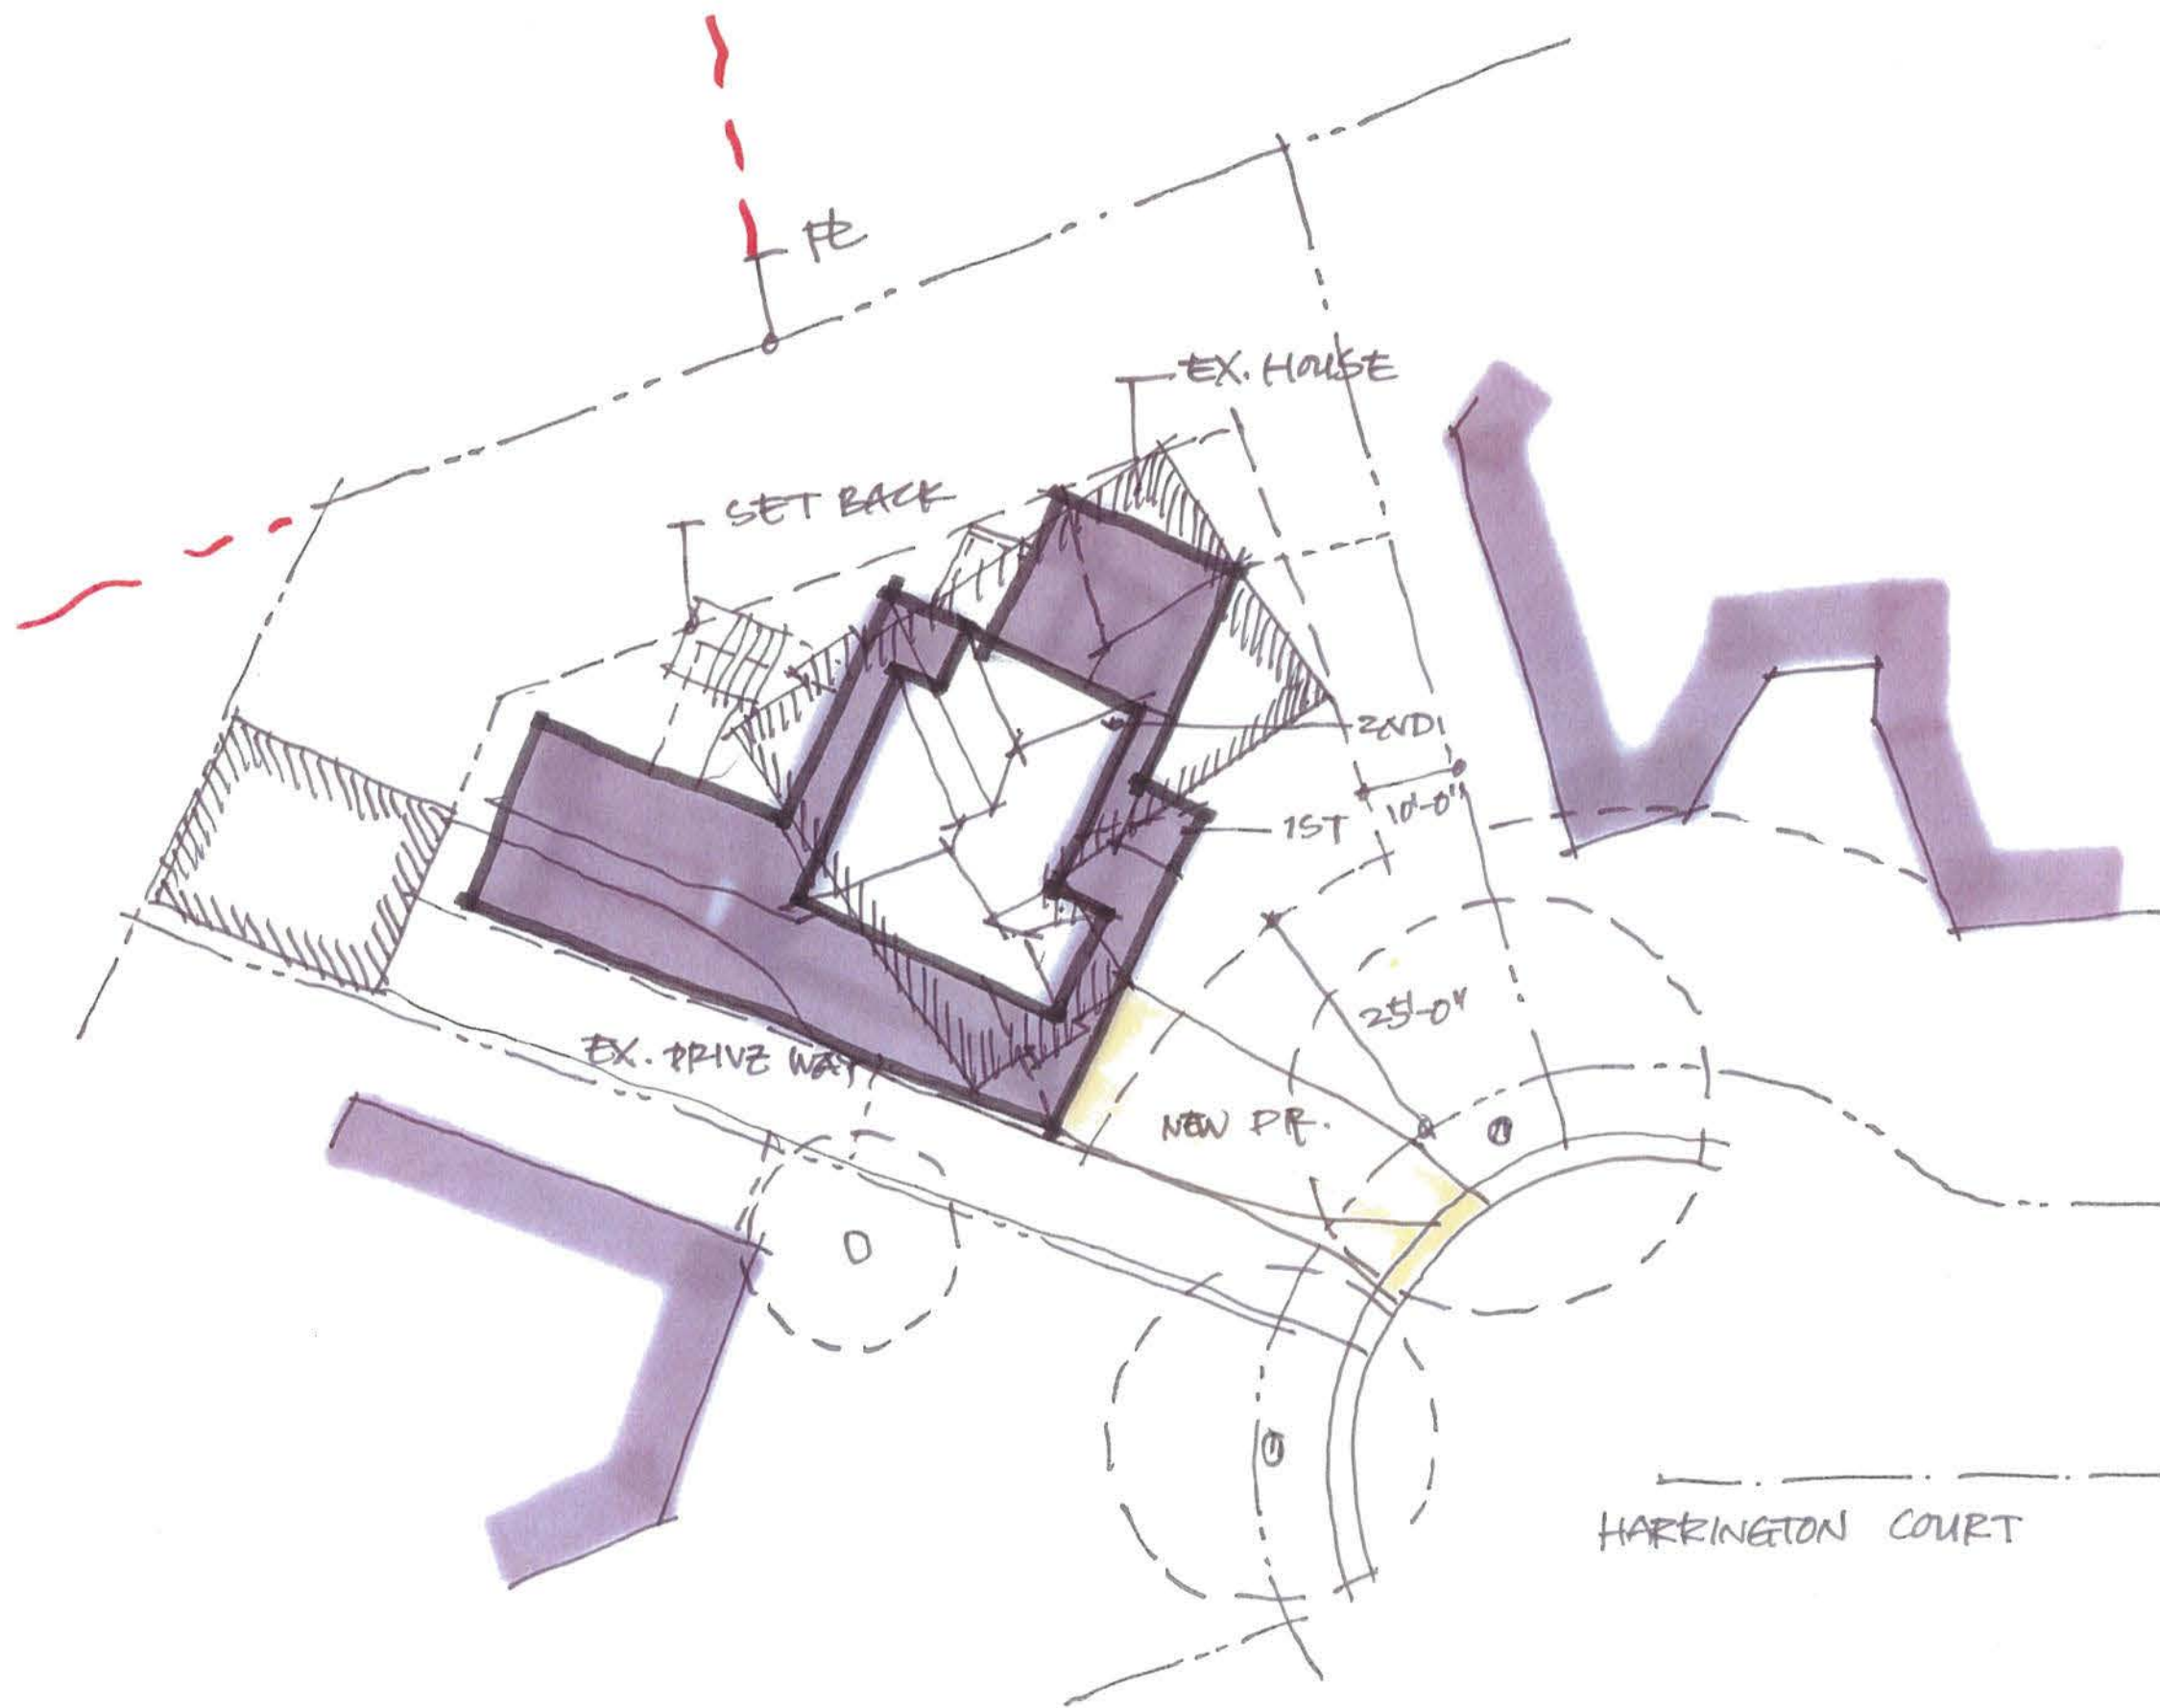 PL
EX. HOUSE
SET BACK
2ND
1ST
10'-0"
25'-0"
EX. DRIVE WAY
NEW DR.
HARRINGTON COURT